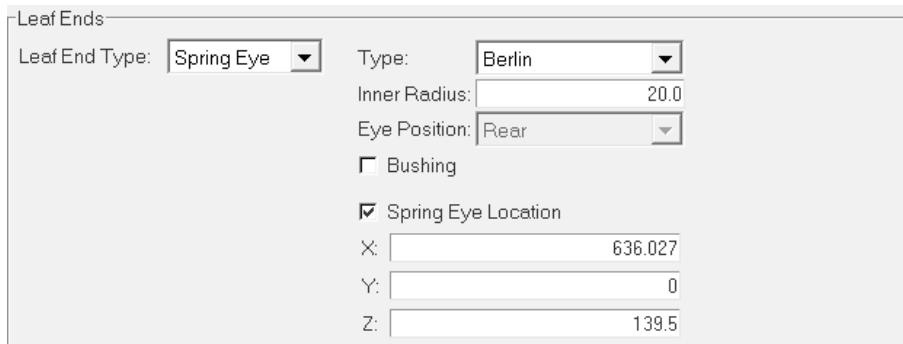 Leaf Ends
Leaf End Type: Spring Eye Type: Berlin
Inner Radius: 20.0
Eye Position: Rear
Bushing
Spring Eye Location
X: 636.027
Y: 0
Z: 139.5